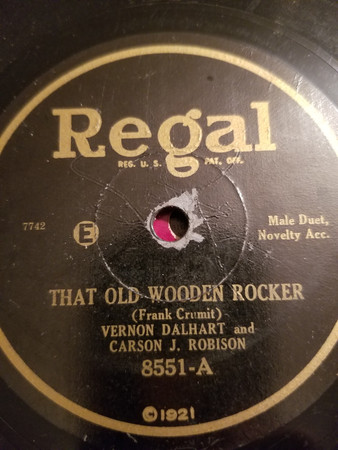 Regal
REG. U. S. PAT. OFF.
7742
E
Male Duet,
Novelty Acc.
THAT OLD WOODEN ROCKER
(Frank Crumit)
VERNON DALHART and
CARSON J. ROBISON
8551-A
©1921